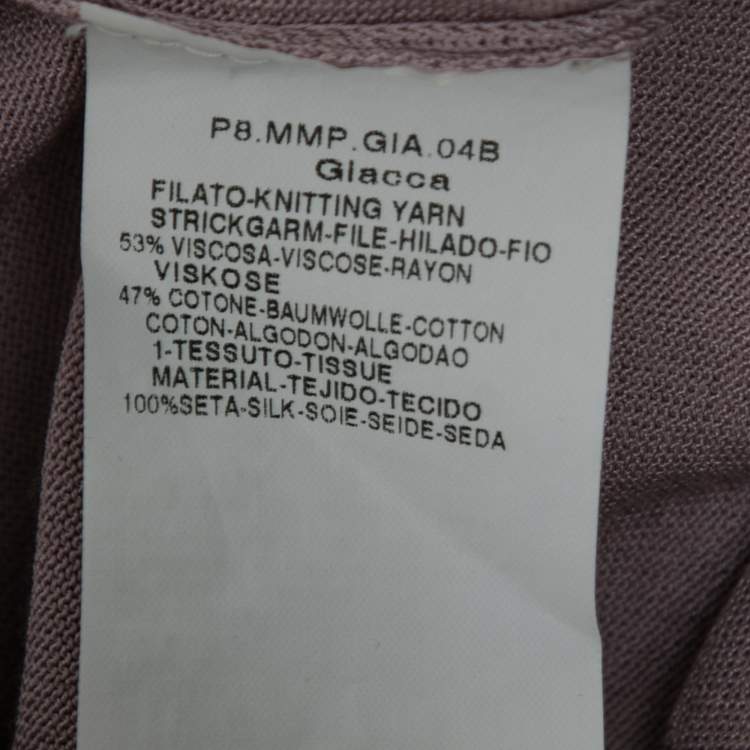 P8.MMP.GIA.04B
Giacca
FILATO-KNITTING YARN
STRICKGARM-FILE-HILADO-FIO
53% VISCOSA-VISCOSE-RAYON
VISKOSE
47% COTONE-BAUMWOLLE-COTTON
COTON-ALGODON-ALGODAO
1-TESSUTO-TISSUE
MATERIAL-TEJIDO-TECIDO
100%SETA-SILK-SOIE-SEIDE-SEDA